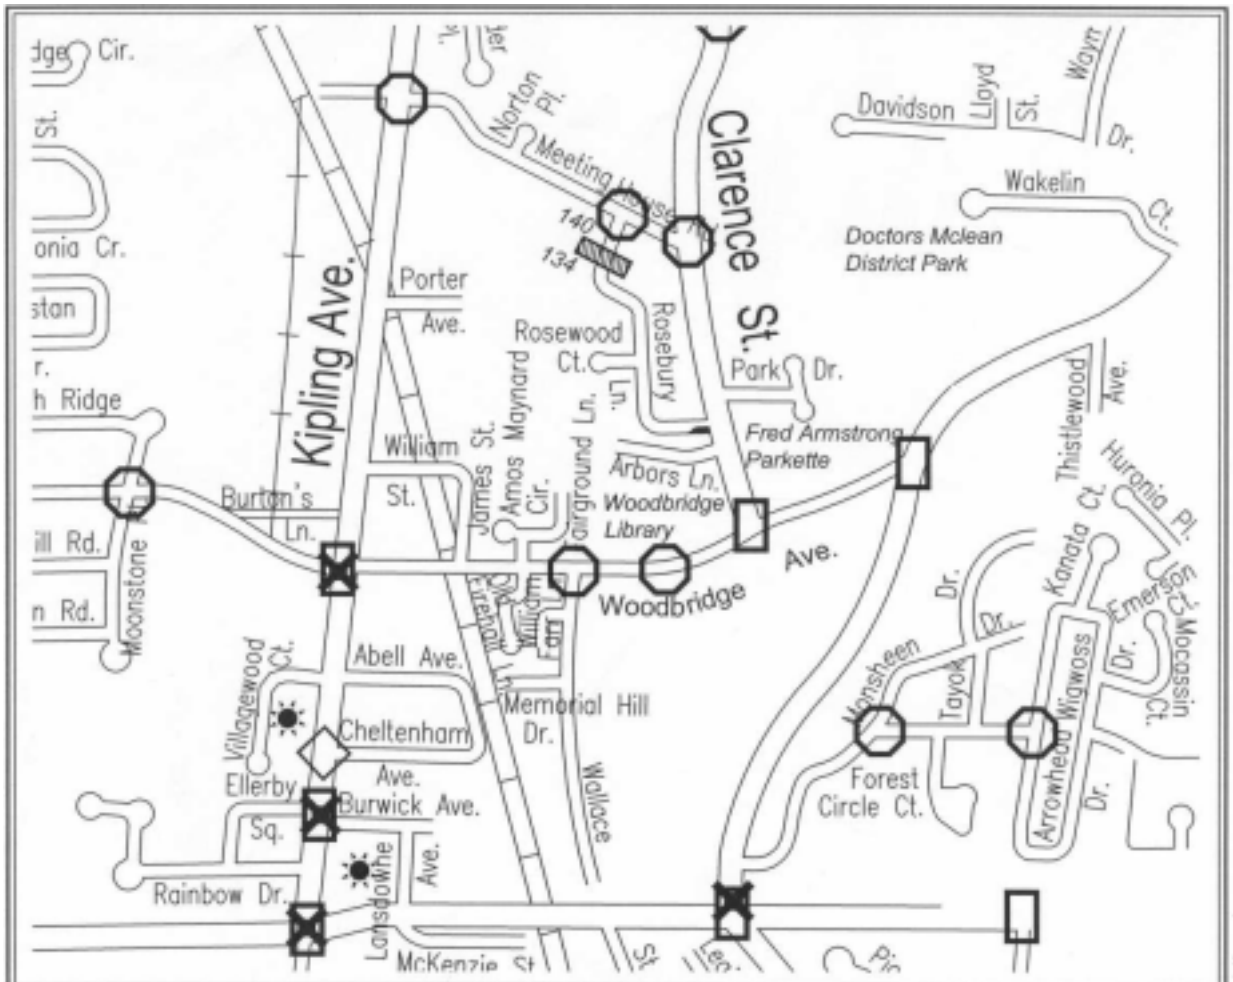 Cir.
St.
Norton
Pl.
Meeting House
Clarence St.
Davidson
Lloyd
St.
Dr.
Wakelin
Ct.
Doctors Mclean
District Park
140
134
onia Cr.
stan
r.
h Ridge
Kipling Ave.
Porter
Ave.
Rosewood
Ct.
Rosebury
Ln.
Park Dr.
Fred Armstrong
Parkette
Thistlewood
Ave.
Huronia Pl.
William
St.
James St.
Amos Maynard
Cir.
airground Ln.
Arbors Ln.
Woodbridge
Library
Burton's
Ln.
ill Rd.
n Rd.
Moonstone
Woodbridge
Ave.
Firehall Ln.
William
Farr
Kanata
Ct.
Emerson
Ct.
Mocassin
Ct.
Dr.
Dr.
Monsheen
Dr.
Tayok
Wigwoss
Dr.
Arrowhead
Villagewood
Ct.
Abell Ave.
Memorial Hill
Dr.
Cheltenham
Ave.
Wallace
Forest
Circle Ct.
Ellerby
Sq.
Burwick Ave.
Rainbow Dr.
Lansdowne
Ave.
McKenzie St
St.